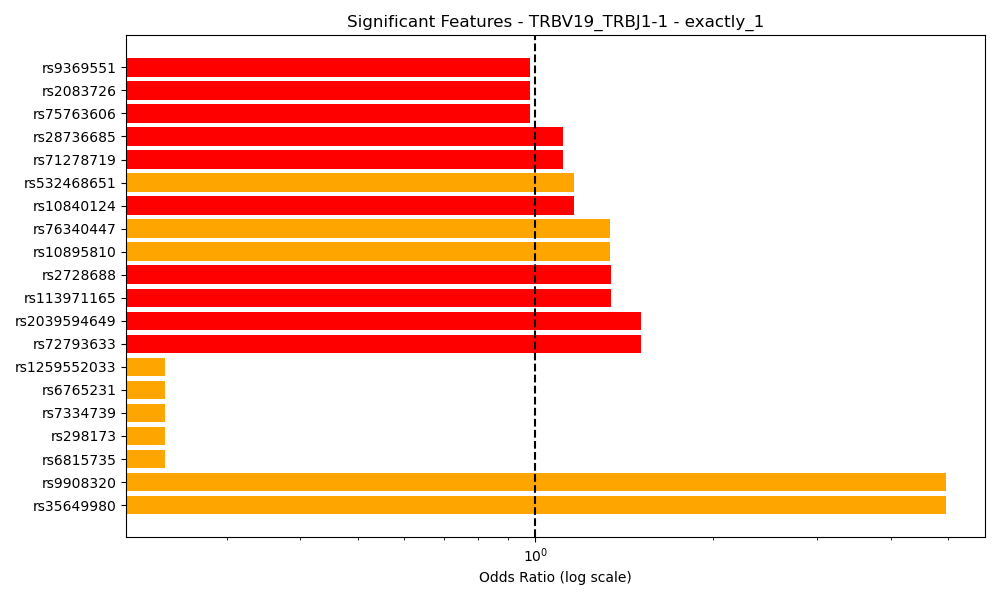 Significant Features - TRBV19_TRBJ1-1 - exactly_1
rs9369551
rs2083726
rs75763606
rs28736685
rs71278719
rs532468651
rs10840124
rs76340447
rs10895810
rs2728688
rs113971165
rs2039594649
rs72793633
rs1259552033
rs6765231
rs7334739
rs298173
rs6815735
rs9908320
rs35649980
10⁰
Odds Ratio (log scale)